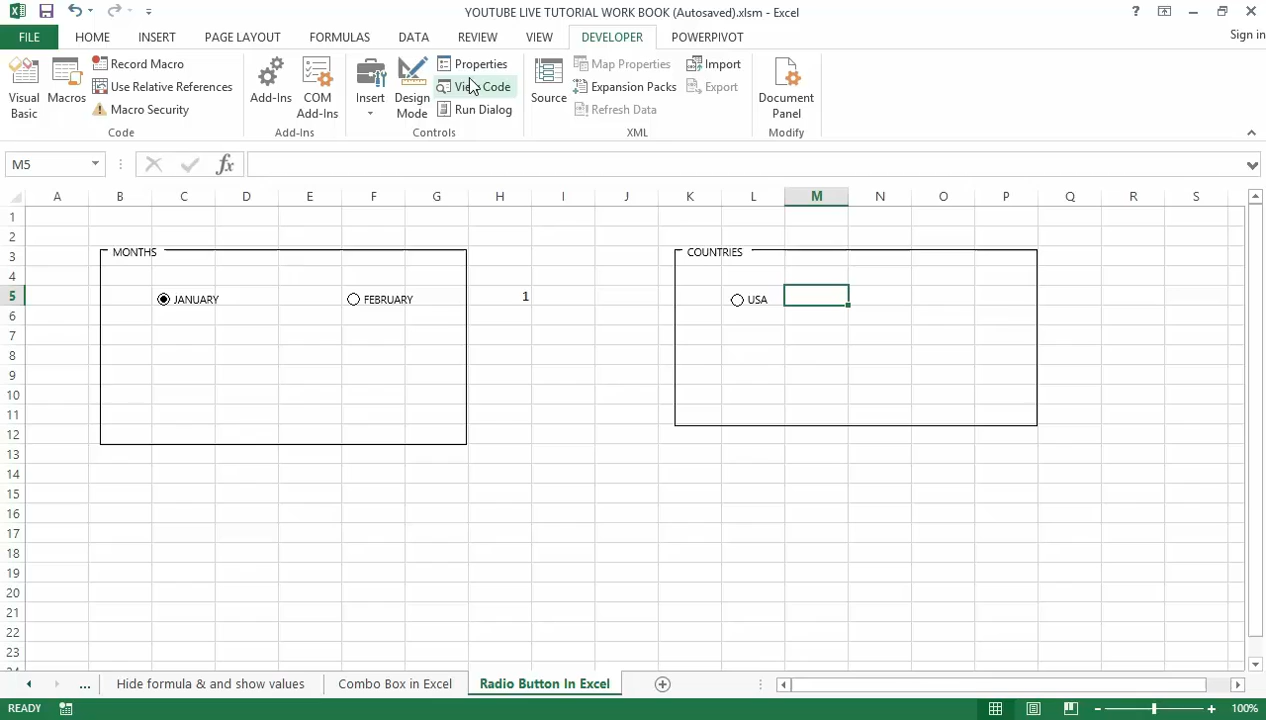 YOUTUBE LIVE TUTORIAL WORK BOOK (Autosaved).xlsm - Excel
FILE HOME INSERT PAGE LAYOUT FORMULAS DATA REVIEW VIEW DEVELOPER POWERPIVOT Sign in
Visual Basic
Macros
Record Macro
Use Relative References
Macro Security
Code
Add-Ins
COM Add-Ins
Add-Ins
Insert
Design Mode
Properties
View Code
Run Dialog
Controls
Source
Map Properties
Expansion Packs
Refresh Data
Import
Export
XML
Document Panel
Modify
M5 fx
A B C D E F G H I J K L M N O P Q R S
1
2
3 MONTHS COUNTRIES
4
5 JANUARY FEBRUARY 1 USA
6
7
8
9
10
11
12
13
14
15
16
17
18
19
20
21
22
23
... Hide formula & and show values Combo Box in Excel Radio Button In Excel
READY 100%